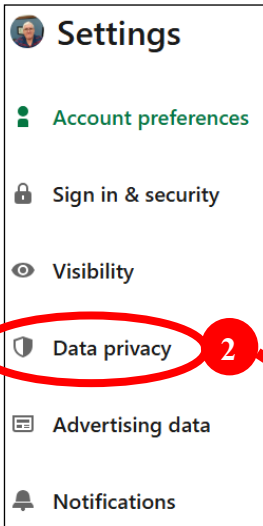 Settings
Account preferences
Sign in & security
Visibility
Data privacy 2
Advertising data
Notifications